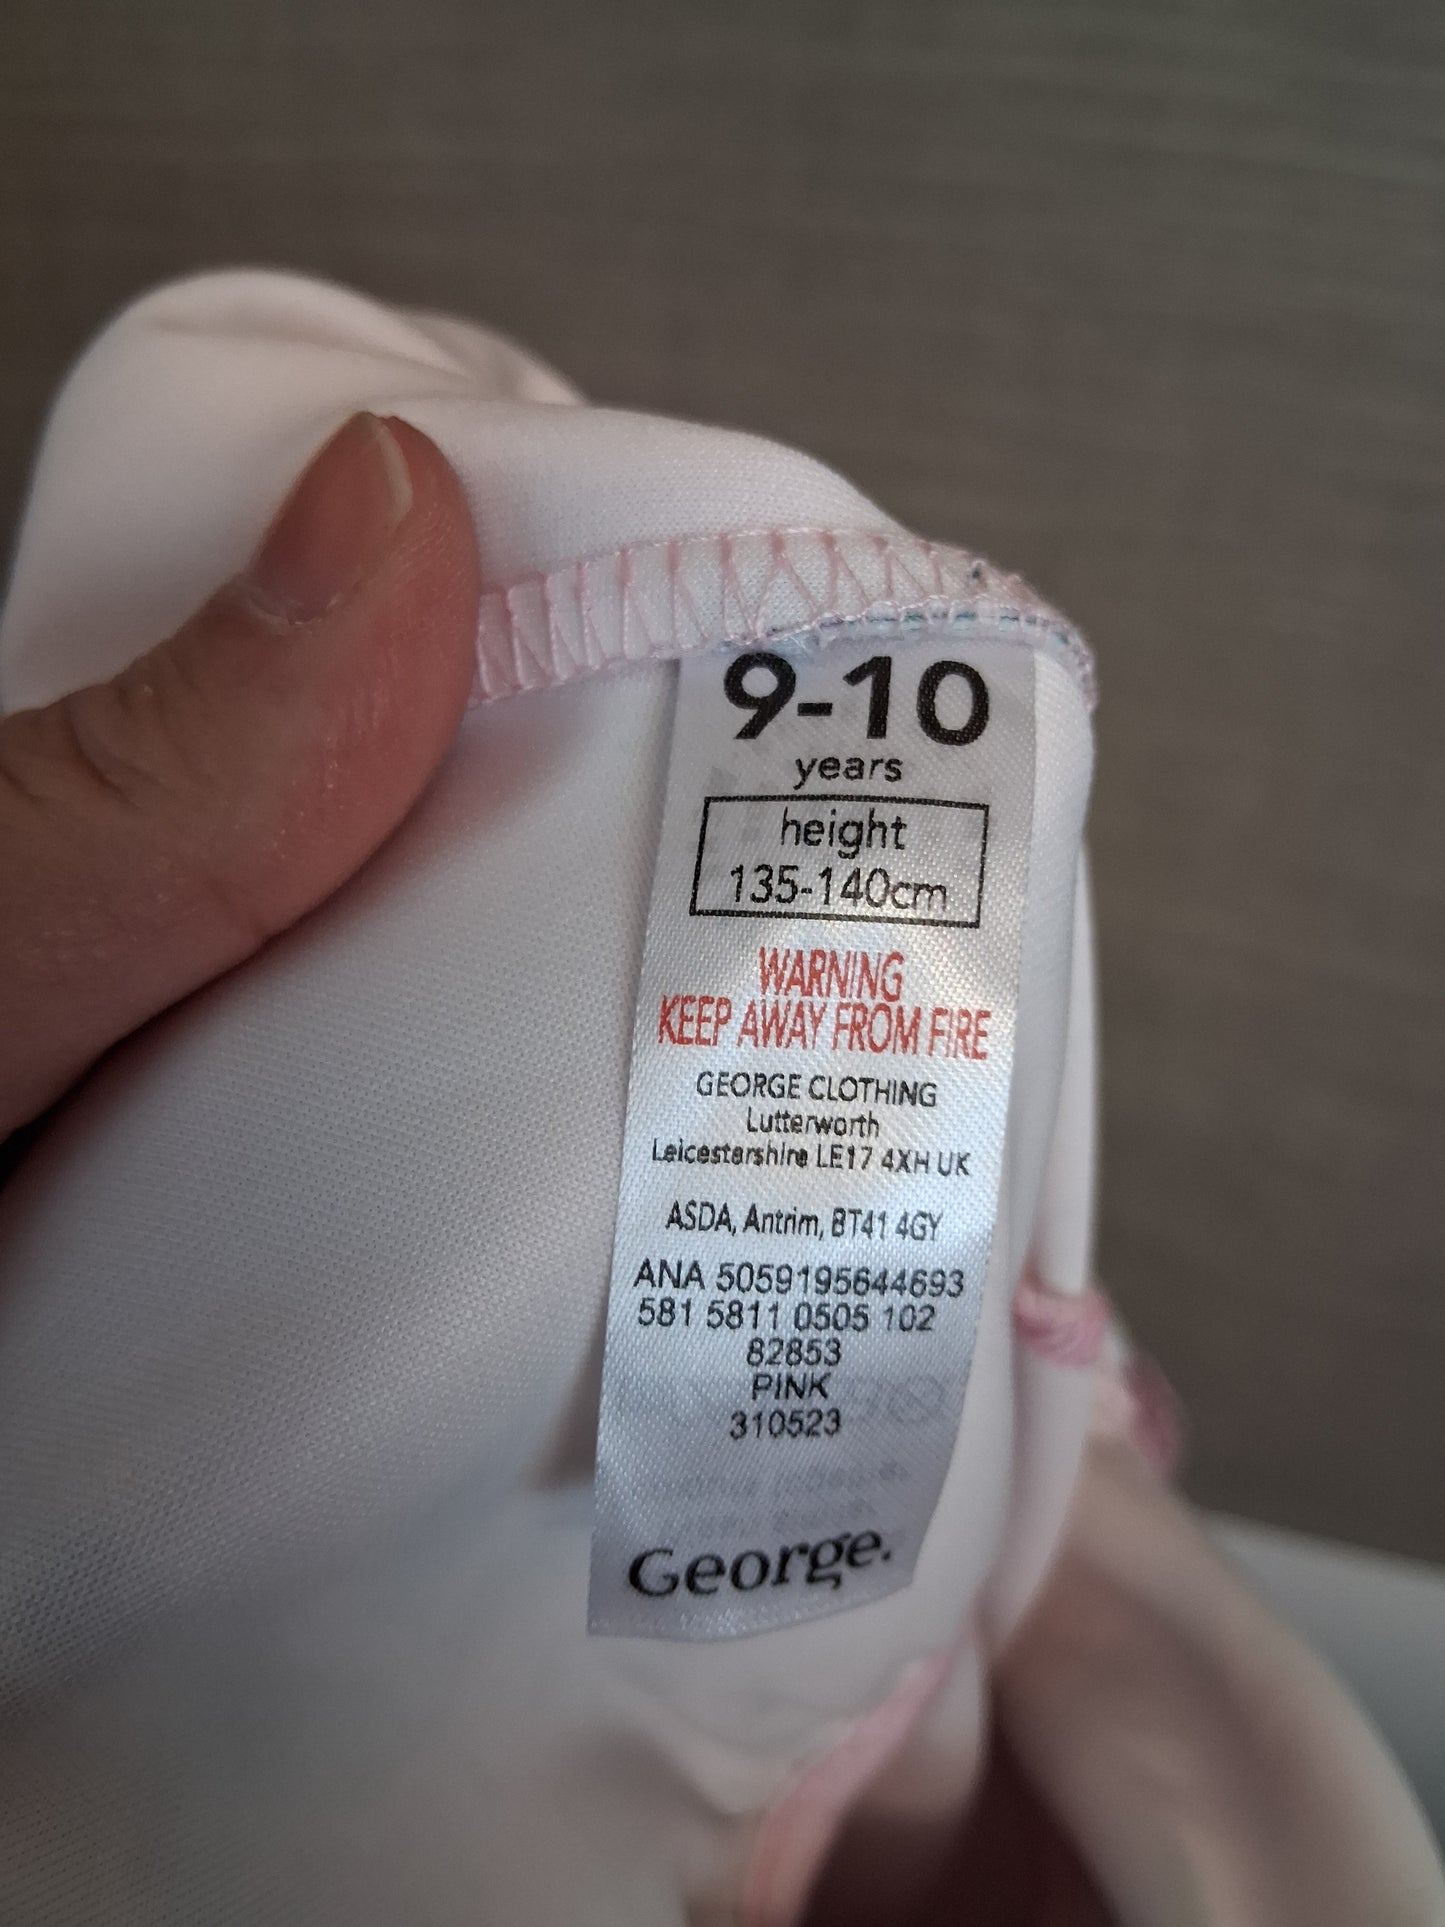 9-10
years
height
135-140cm
WARNING
KEEP AWAY FROM FIRE
GEORGE CLOTHING
Lutterworth
Leicestershire LE17 4XH UK
ASDA, Antrim, BT41 4GY
ANA 5059195644693
581 5811 0505 102
82853
PINK
310523
George.